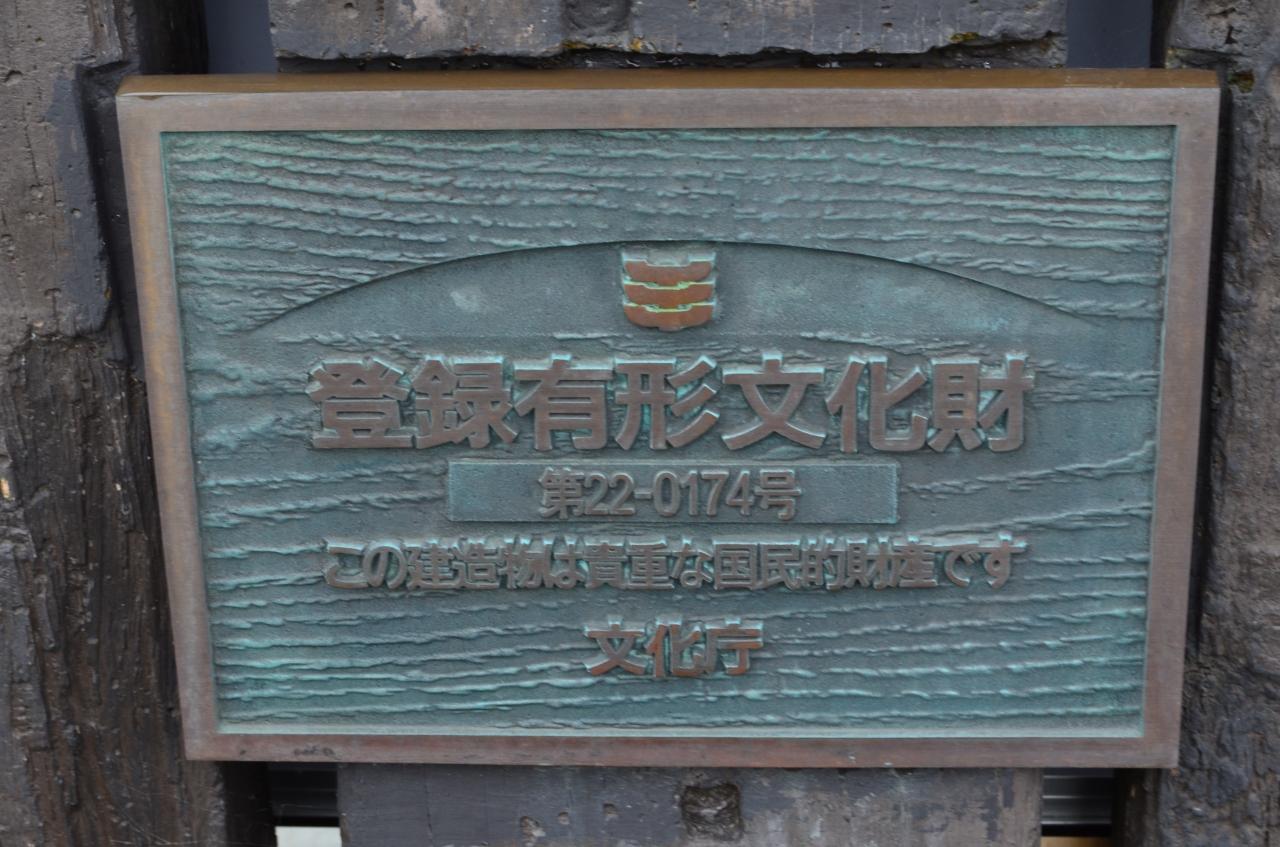 登録有形文化財
第22-0174号
この建造物は貴重な国民的財産です
文化庁